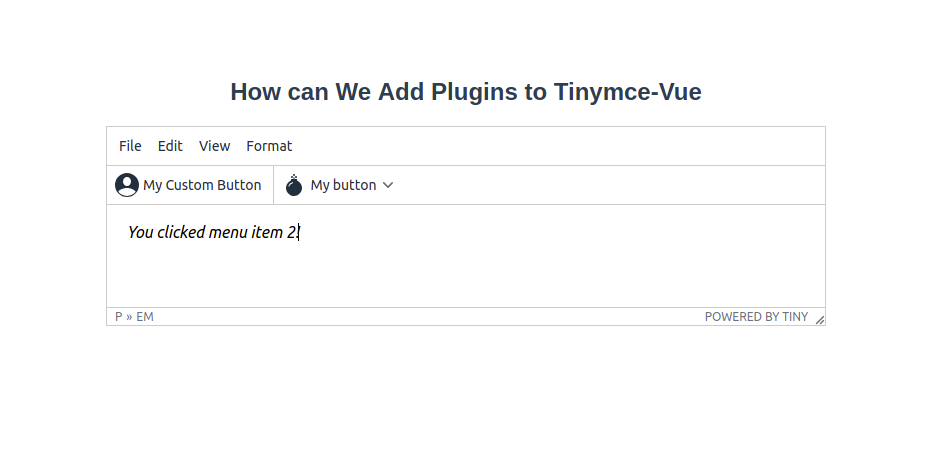 How can We Add Plugins to Tinymce-Vue
File Edit View Format
My Custom Button My button
You clicked menu item 2!
P » EM POWERED BY TINY